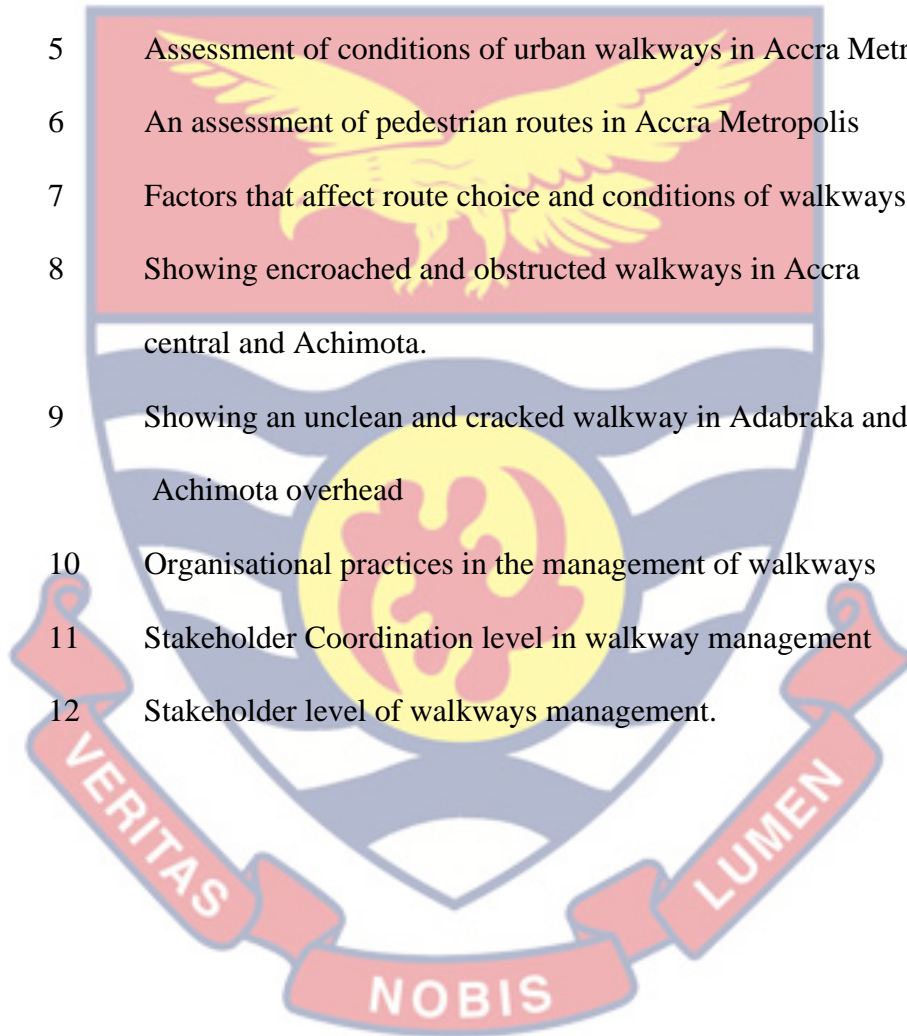 5 Assessment of conditions of urban walkways in Accra Metr
6 An assessment of pedestrian routes in Accra Metropolis
7 Factors that affect route choice and conditions of walkways
8 Showing encroached and obstructed walkways in Accra
central and Achimota.
9 Showing an unclean and cracked walkway in Adabraka and
Achimota overhead
10 Organisational practices in the management of walkways
11 Stakeholder Coordination level in walkway management
12 Stakeholder level of walkways management.
VERITAS
NOBIS
LUMEN